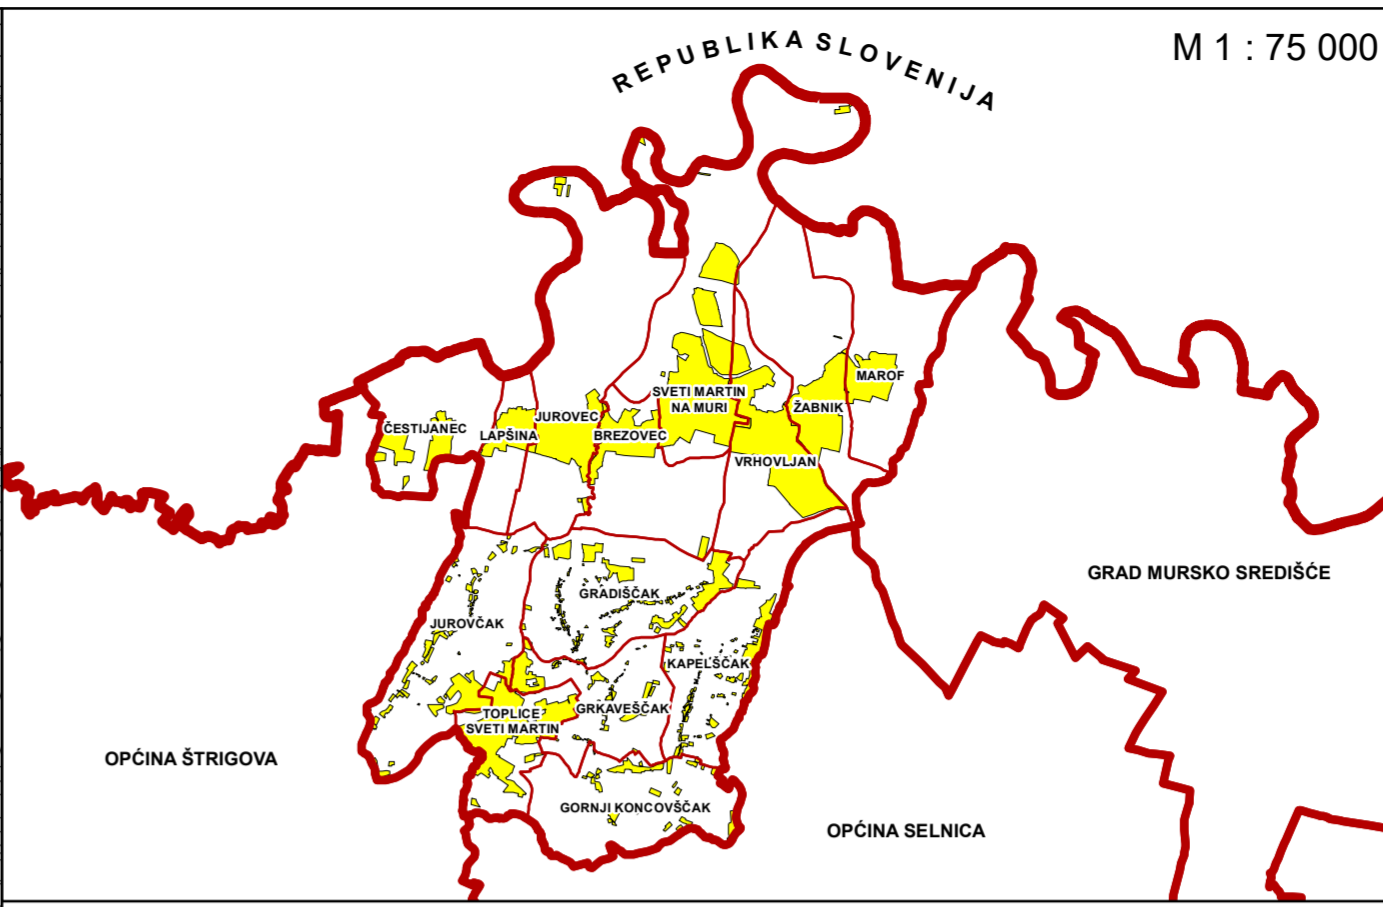 REPUBLIKA SLOVENIJA
M 1 : 75 000
MAROF
SVETI MARTIN
NA MURI
ŽABNIK
JUROVEC
ČESTIJANEC
LAPŠINA
BREZOVEC
VRHOVLJAN
GRAD MURSKO SREDIŠĆE
GRADIŠČAK
JUROVČAK
KAPELŠČAK
GRKAVEŠČAK
TOPLICE
SVETI MARTIN
OPĆINA ŠTRIGOVA
GORNJI KONCOVŠČAK
OPĆINA SELNICA